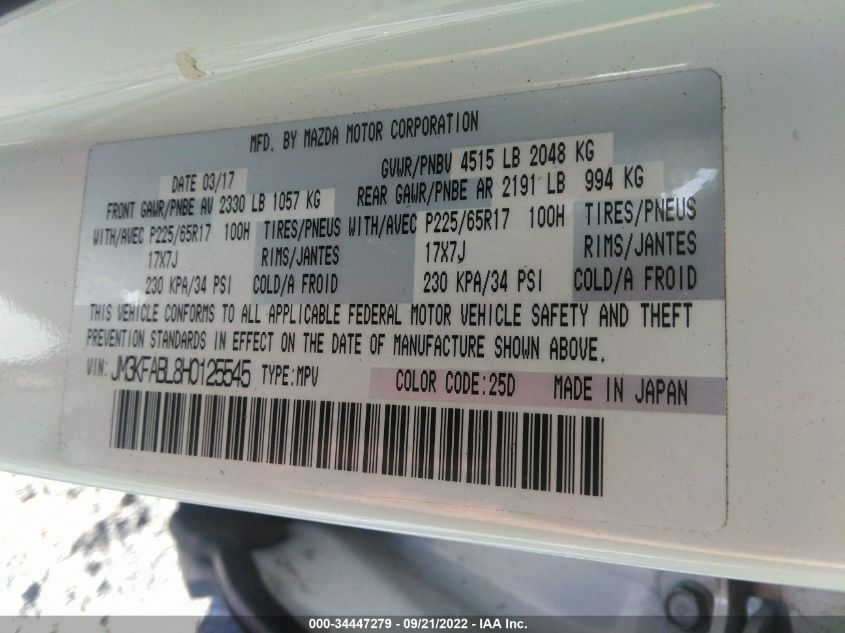 MFD. BY MAZDA MOTOR CORPORATION
DATE 03/17 GVWR/PNBV 4515 LB 2048 KG
FRONT GAWR/PNBE AV 2330 LB 1057 KG REAR GAWR/PNBE AR 2191 LB 994 KG
WITH/AVEC P225/65R17 100H TIRES/PNEUS WITH/AVEC P225/65R17 100H TIRES/PNEUS
17X7J RIMS/JANTES 17X7J RIMS/JANTES
230 KPA/34 PSI COLD/A FROID 230 KPA/34 PSI COLD/A FROID
THIS VEHICLE CONFORMS TO ALL APPLICABLE FEDERAL MOTOR VEHICLE SAFETY AND THEFT
PREVENTION STANDARDS IN EFFECT ON THE DATE OF MANUFACTURE SHOWN ABOVE.
VIN: JM3KFABL8H0125545 TYPE:MPV COLOR CODE:25D MADE IN JAPAN
000-34447279 - 09/21/2022 - IAA Inc.